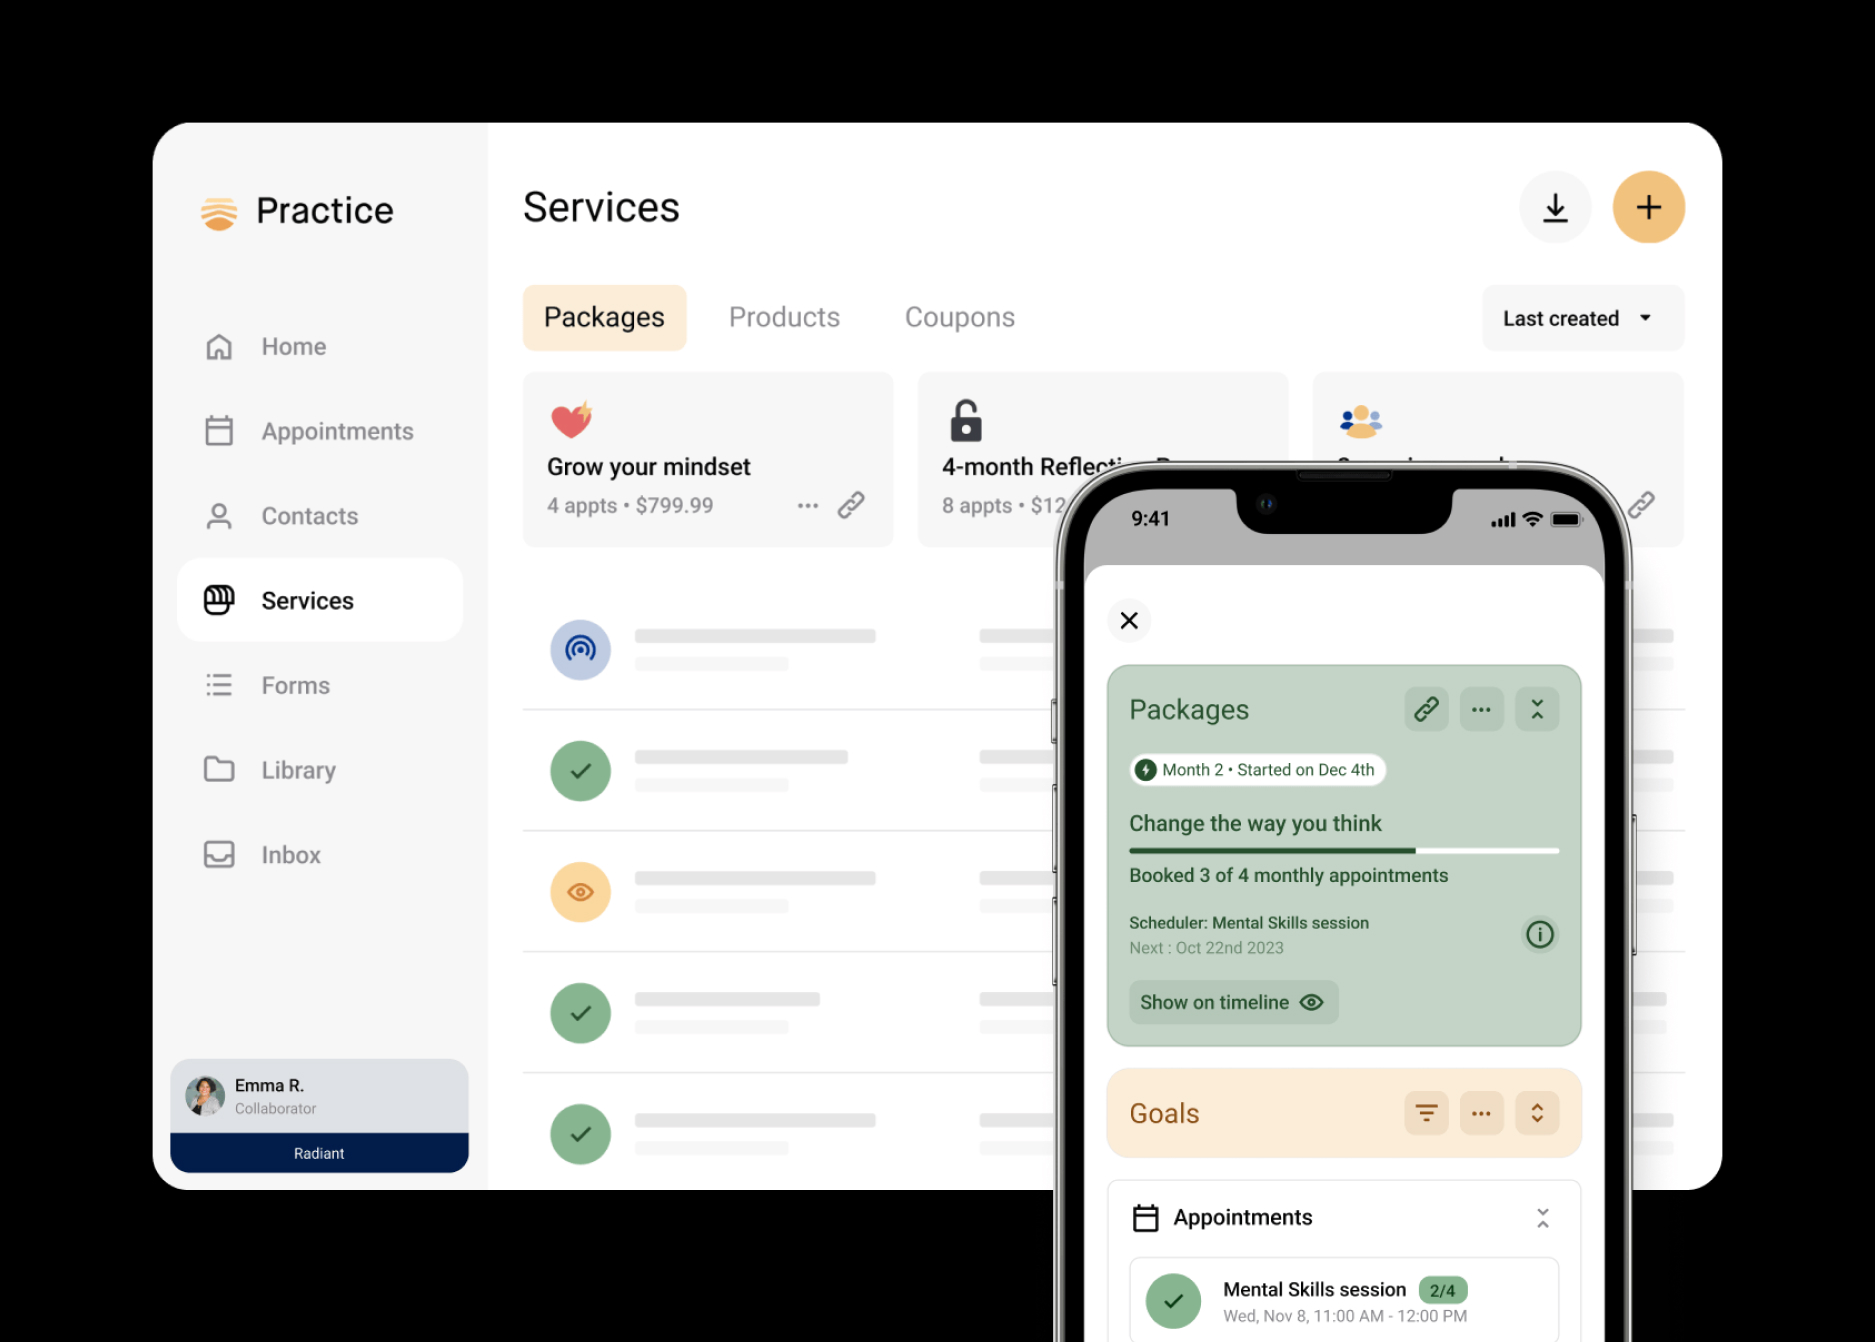 Practice
Home
Appointments
Contacts
Services
Forms
Library
Inbox
Emma R.
Collaborator
Radiant
Services
Packages
Products
Coupons
Last created
Grow your mindset
4 appts • $799.99
4-month Reflection
8 appts • $12
9:41
Packages
Month 2 • Started on Dec 4th
Change the way you think
Booked 3 of 4 monthly appointments
Scheduler: Mental Skills session
Next : Oct 22nd 2023
Show on timeline
Goals
Appointments
Mental Skills session 2/4
Wed, Nov 8, 11:00 AM - 12:00 PM